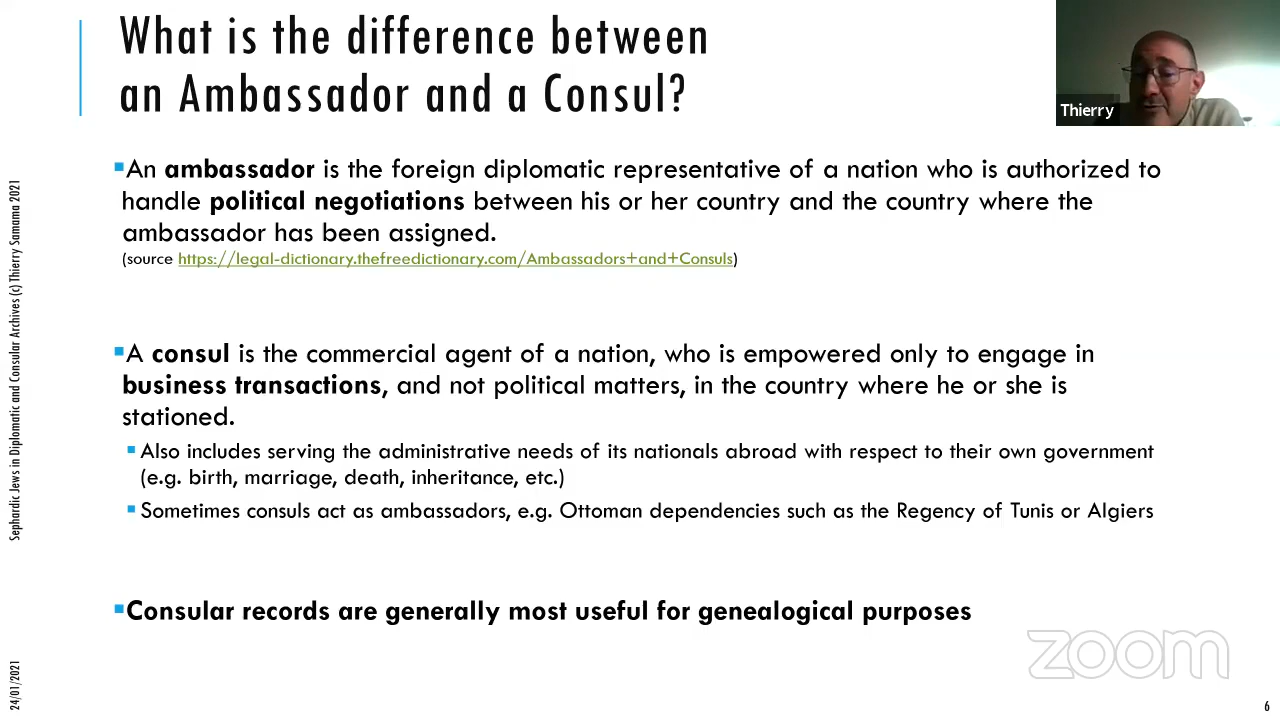 What is the difference between
an Ambassador and a Consul?
Thierry
▪An ambassador is the foreign diplomatic representative of a nation who is authorized to
handle political negotiations between his or her country and the country where the
ambassador has been assigned.
(source https://legal-dictionary.thefreedictionary.com/Ambassadors+and+Consuls)
▪A consul is the commercial agent of a nation, who is empowered only to engage in
business transactions, and not political matters, in the country where he or she is
stationed.
▪Also includes serving the administrative needs of its nationals abroad with respect to their own government
(e.g. birth, marriage, death, inheritance, etc.)
▪Sometimes consuls act as ambassadors, e.g. Ottoman dependencies such as the Regency of Tunis or Algiers
▪Consular records are generally most useful for genealogical purposes
Sephardic Jews in Diplomatic and Consular Archives (c) Thierry Samama 2021
24/01/2021
zoom
6